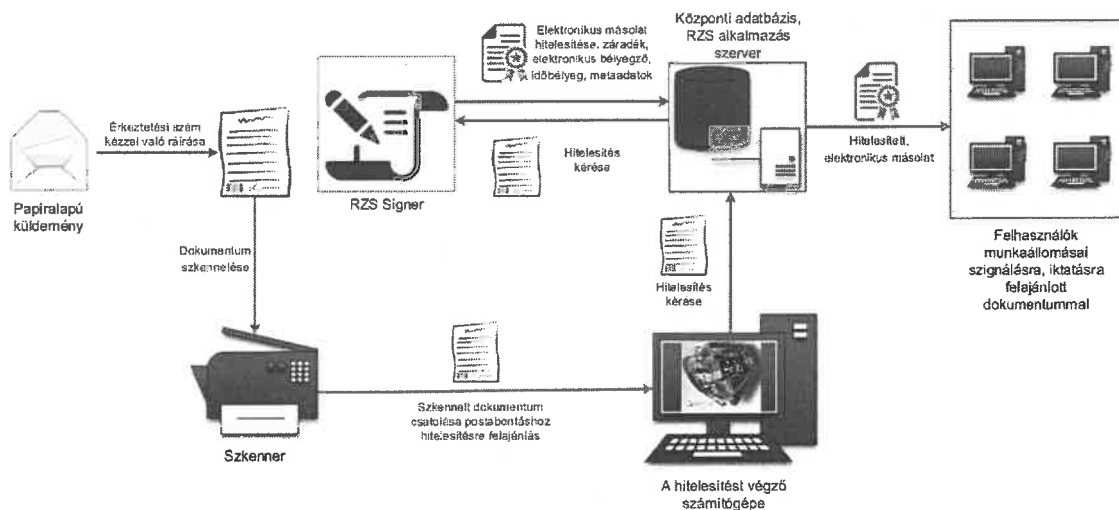 Elektronikus másolat
hitelesítése, záradék,
elektronikus bélyegző,
időbélyeg, metaadatok
Központi adatbázis,
RZS alkalmazás
szerver
Érkeztetési szám
kézzel való ráírása
Hitelesítés
kérése
Hitelesített,
elektronikus másolat
Papíralapú
küldemény
RZS Signer
Dokumentum
szkennelése
Hitelesítés
kérése
Felhasználók
munkaállomásai
szignálásra, iktatásra
felajánlott
dokumentummal
Szkennelt dokumentum
csatolása postabontáshoz
hitelesítésre felajánlás
Szkenner
A hitelesítést végző
számítógépe